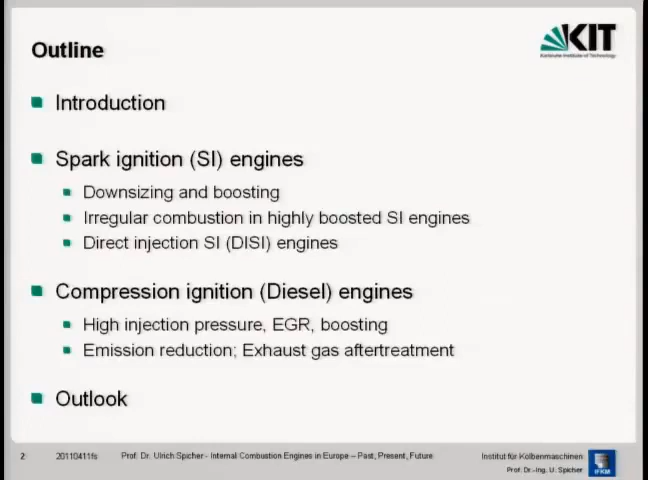 Outline
KIT
Karlsruhe Institute of Technology
Introduction
Spark ignition (SI) engines
Downsizing and boosting
Irregular combustion in highly boosted SI engines
Direct injection SI (DISI) engines
Compression ignition (Diesel) engines
High injection pressure, EGR, boosting
Emission reduction; Exhaust gas aftertreatment
Outlook
2 20110411fs Prof. Dr. Ulrich Spicher - Internal Combustion Engines in Europe – Past, Present, Future
Institut für Kolbenmaschinen
Prof. Dr.-Ing. U. Spicher
IFKM